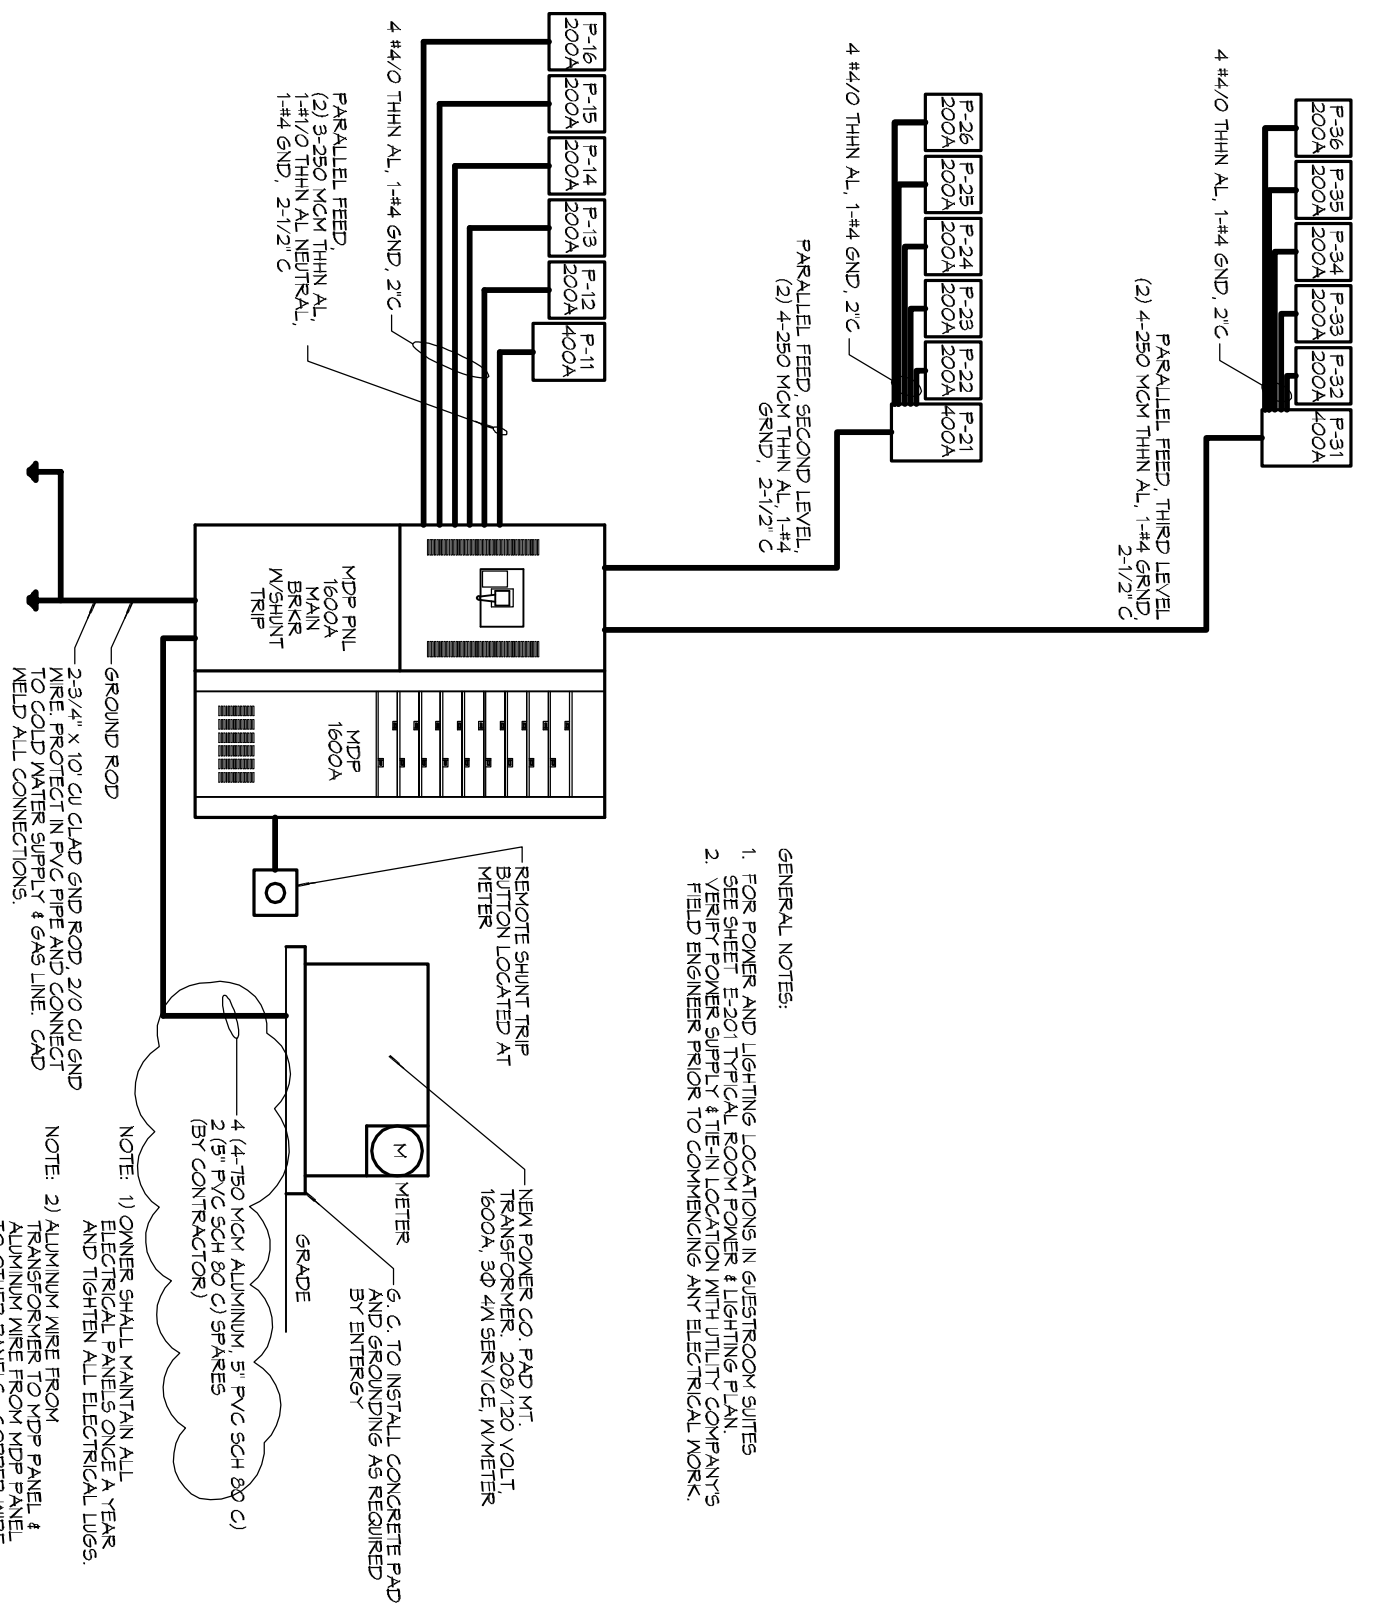 P-36
200A
P-35
200A
P-34
200A
P-33
200A
P-32
200A
P-31
400A
4 #4/0 THHN AL, 1-#4 GND, 2"C
PARALLEL FEED, THIRD LEVEL
(2) 4-250 MCM THHN AL, 1-#4 GRND,
2-1/2" C
P-26
200A
P-25
200A
P-24
200A
P-23
200A
P-22
200A
P-21
400A
4 #4/0 THHN AL, 1-#4 GND, 2"C
PARALLEL FEED, SECOND LEVEL,
(2) 4-250 MCM THHN AL, 1-#4
GRND, 2-1/2" C
P-16
200A
P-15
200A
P-14
200A
P-13
200A
P-12
200A
P-11
400A
4 #4/0 THHN AL, 1-#4 GND, 2"C
PARALLEL FEED,
(2) 3-250 MCM THHN AL,
1-#1/0 THHN AL NEUTRAL,
1-#4 GND, 2-1/2" C
MDP PNL
1600A
MAIN
BRKR
W/SHUNT
TRIP
MDP
1600A
GROUND ROD
2-3/4" x 10' CU CLAD GND ROD, 2/0 CU GND
WIRE. PROTECT IN PVC PIPE AND CONNECT
TO COLD WATER SUPPLY & GAS LINE. CAD
WELD ALL CONNECTIONS.
REMOTE SHUNT TRIP
BUTTON LOCATED AT
METER
GENERAL NOTES:
1. FOR POWER AND LIGHTING LOCATIONS IN GUESTROOM SUITES
SEE SHEET E-201 TYPICAL ROOM POWER & LIGHTING PLAN.
2. VERIFY POWER SUPPLY & TIE-IN LOCATION WITH UTILITY COMPANY'S
FIELD ENGINEER PRIOR TO COMMENCING ANY ELECTRICAL WORK.
NEW POWER CO. PAD MT.
TRANSFORMER. 208/120 VOLT,
1600A, 3Φ 4W SERVICE, W/METER
M
METER
G. C. TO INSTALL CONCRETE PAD
AND GROUNDING AS REQUIRED
BY ENTERGY
GRADE
4 (4-750 MCM ALUMINUM, 5" PVC SCH 80 C)
2 (5" PVC SCH 80 C) SPARES
(BY CONTRACTOR)
NOTE: 1) OWNER SHALL MAINTAIN ALL
ELECTRICAL PANELS ONCE A YEAR
AND TIGHTEN ALL ELECTRICAL LUGS.
NOTE: 2) ALUMINUM WIRE FROM
TRANSFORMER TO MDP PANEL &
ALUMINUM WIRE FROM MDP PANEL